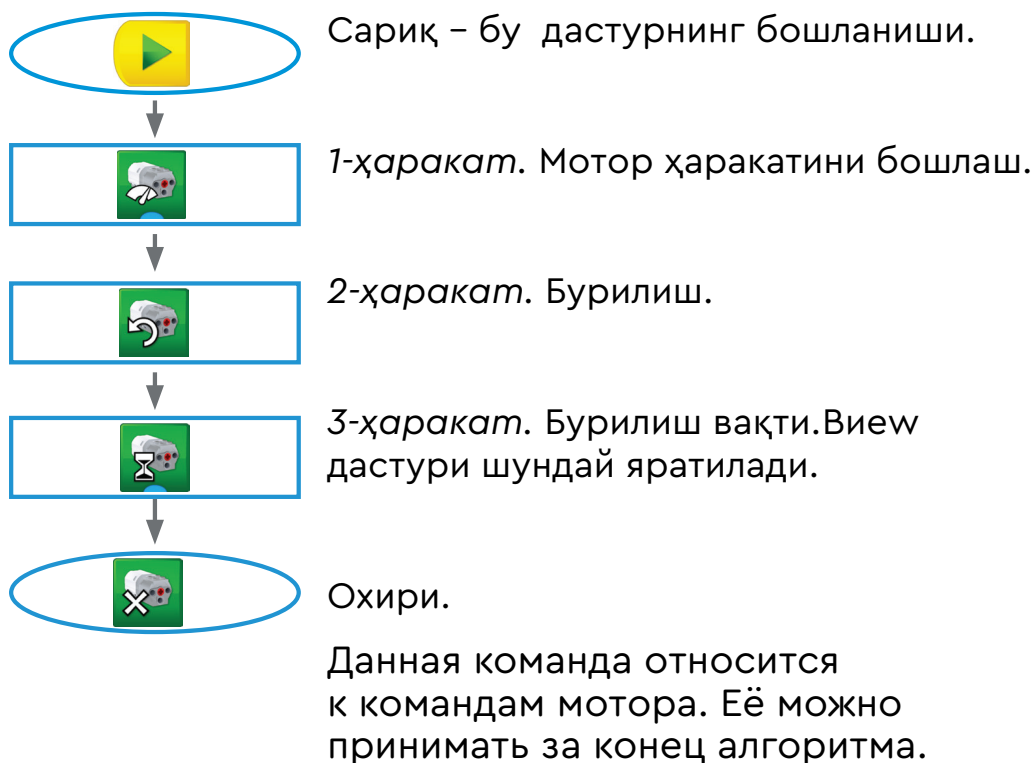 Сариқ – бу дастурнинг бошланиши.
1-ҳаракат. Мотор ҳаракатини бошлаш.
2-ҳаракат. Бурилиш.
3-ҳаракат. Бурилиш вақти.Виеw
дастури шундай яратилади.
Охири.
Данная команда относится
к командам мотора. Её можно
принимать за конец алгоритма.